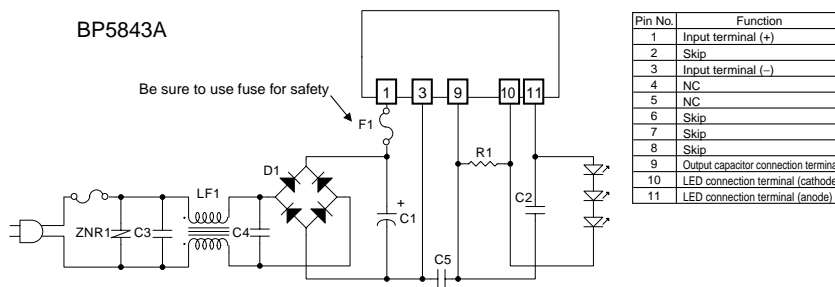 BP5843A
Be sure to use fuse for safety
1
3
9
10
11
F1
R1
D1
LF1
+
C1
C2
ZNR1
C3
C4
C5
Pin No. Function
1 Input terminal (+)
2 Skip
3 Input terminal (−)
4 NC
5 NC
6 Skip
7 Skip
8 Skip
9 Output capacitor connection termina
10 LED connection terminal (cathode
11 LED connection terminal (anode)